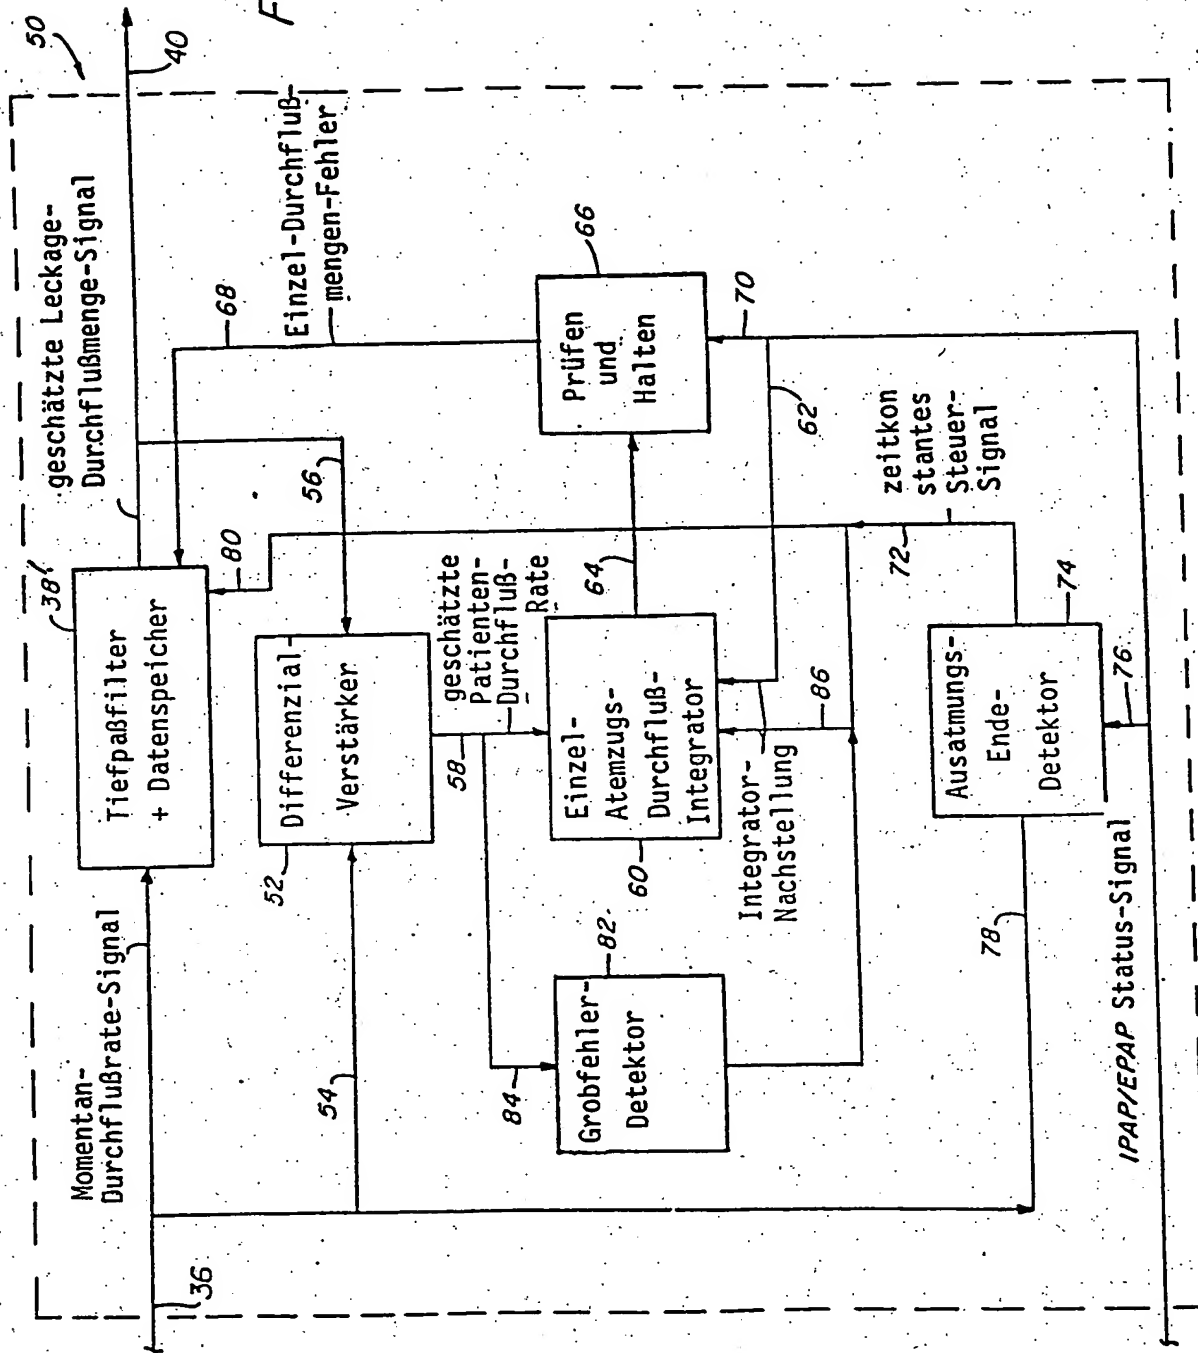 50
40
F
geschätzte Leckage-
Durchflußmenge-Signal
Momentan-
Durchflußrate-Signal
36
38'
Tiefpaßfilter
+ Datenspeicher
68
Einzel-Durchfluß-
mengen-Fehler
80
56
54
52
Differenzial-
Verstärker
58
geschätzte
Patienten-
Durchfluß-
Rate
66
Prüfen
und
Halten
64
70
62
84
82
Grobfehler-
Detektor
60
Einzel-
Atemzugs-
Durchfluß-
Integrator
Integrator-
Nachstellung
86
zeitkon
stantes
Steuer-
Signal
72
74
Ausatmungs-
Ende-
Detektor
76
78
IPAP/EPAP Status-Signal